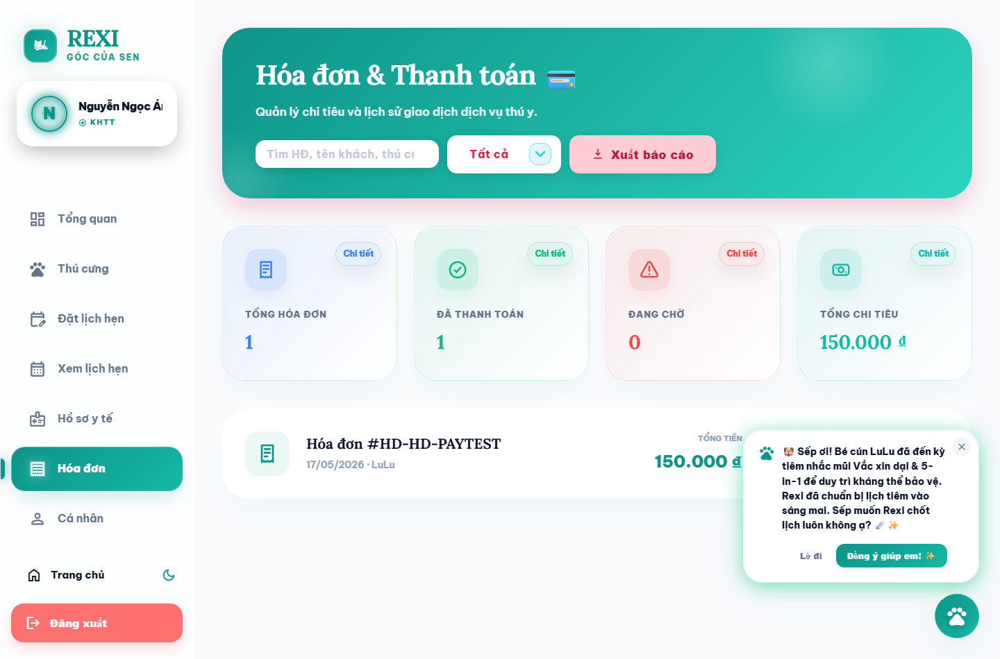 REXI
GÓC CỦA SEN
N
Nguyễn Ngọc Á
KHTT
Tổng quan
Thú cưng
Đặt lịch hẹn
Xem lịch hẹn
Hồ sơ y tế
Hóa đơn
Cá nhân
Trang chủ
Đăng xuất
Hóa đơn & Thanh toán
Quản lý chi tiêu và lịch sử giao dịch dịch vụ thú y.
Tìm HĐ, tên khách, thú cu
Tất cả
Xuất báo cáo
Chi tiết
TỔNG HÓA ĐƠN
1
Chi tiết
ĐÃ THANH TOÁN
1
Chi tiết
ĐANG CHỜ
0
Chi tiết
TỔNG CHI TIÊU
150.000 ₫
Hóa đơn #HD-HD-PAYTEST
17/05/2026 · LuLu
TỔNG TIỀN
150.000 ₫
Sếp ơi! Bé cún LuLu đã đến kỳ
tiêm nhắc mũi Vắc xin dại & 5-
in-1 để duy trì kháng thể bảo vệ.
Rexi đã chuẩn bị lịch tiêm vào
sáng mai. Sếp muốn Rexi chốt
lịch luôn không ạ?
Lờ đi
Đồng ý giúp em!